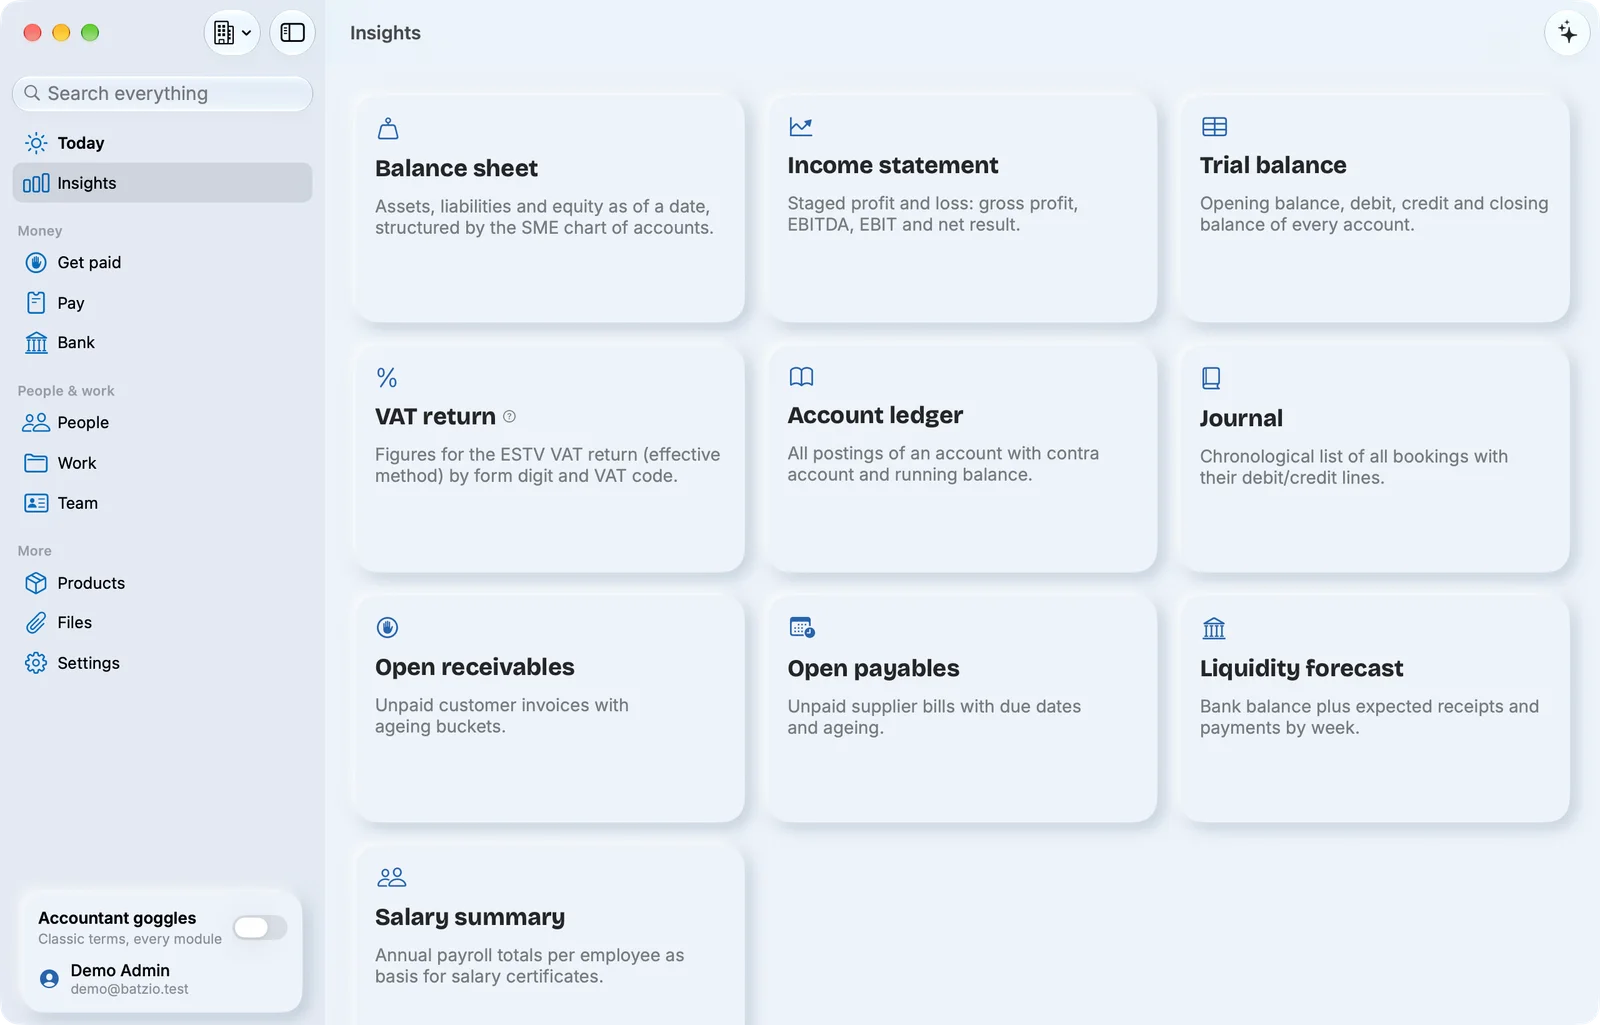 Insights
Search everything
Today
Insights
Money
Get paid
Pay
Bank
People & work
People
Work
Team
More
Products
Files
Settings
Accountant goggles
Classic terms, every module
Demo Admin
demo@batzio.test
Balance sheet
Assets, liabilities and equity as of a date,
structured by the SME chart of accounts.
Income statement
Staged profit and loss: gross profit,
EBITDA, EBIT and net result.
Trial balance
Opening balance, debit, credit and closing
balance of every account.
VAT return
Figures for the ESTV VAT return (effective
method) by form digit and VAT code.
Account ledger
All postings of an account with contra
account and running balance.
Journal
Chronological list of all bookings with
their debit/credit lines.
Open receivables
Unpaid customer invoices with
ageing buckets.
Open payables
Unpaid supplier bills with due dates
and ageing.
Liquidity forecast
Bank balance plus expected receipts and
payments by week.
Salary summary
Annual payroll totals per employee as
basis for salary certificates.